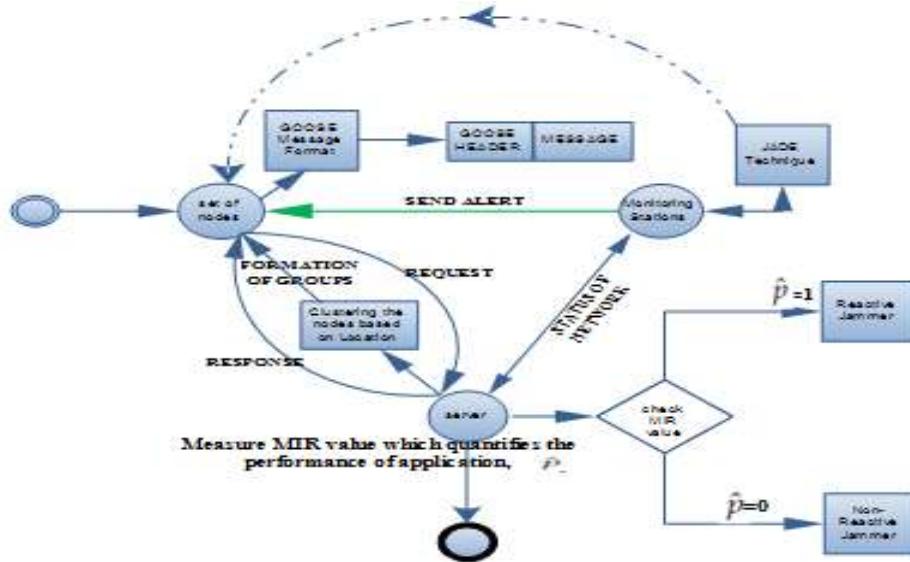 GOOSE
Message
Format
GOOSE
HEADER
MESSAGE
JADE
Technique
set of
nodes
SEND ALERT
Monitoring
Stations
FORMATION
OF GROUPS
REQUEST
Clustering the
nodes based
on Location
RESPONSE
STATUS OF
NETWORK
p̂ =1
Reactive
Jammer
server
check
MIR
value
Measure MIR value which quantifies the
performance of application,
p̂=0
Non-
Reactive
Jammer